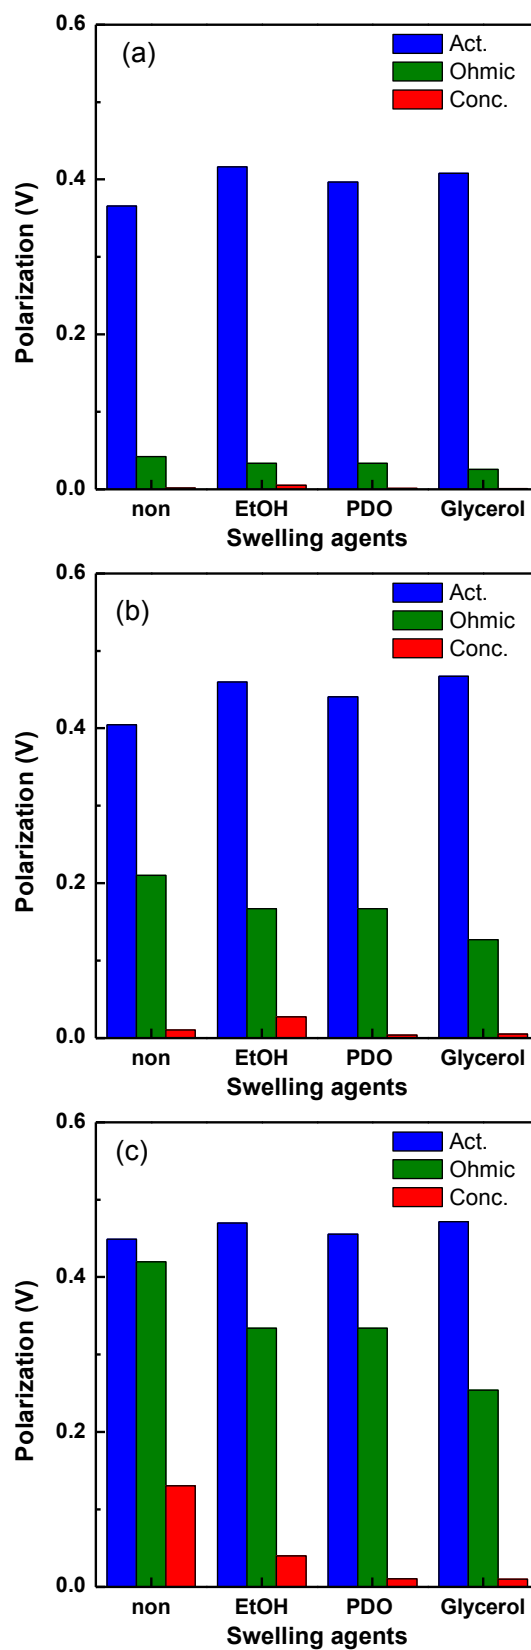 0.6
(a)
Act.
Ohmic
Conc.
0.4
0.2
0.0
Polarization (V)
non EtOH PDO Glycerol
Swelling agents
0.6
(b)
Act.
Ohmic
Conc.
0.4
0.2
0.0
Polarization (V)
non EtOH PDO Glycerol
Swelling agents
0.6
(c)
Act.
Ohmic
Conc.
0.4
0.2
0.0
Polarization (V)
non EtOH PDO Glycerol
Swelling agents